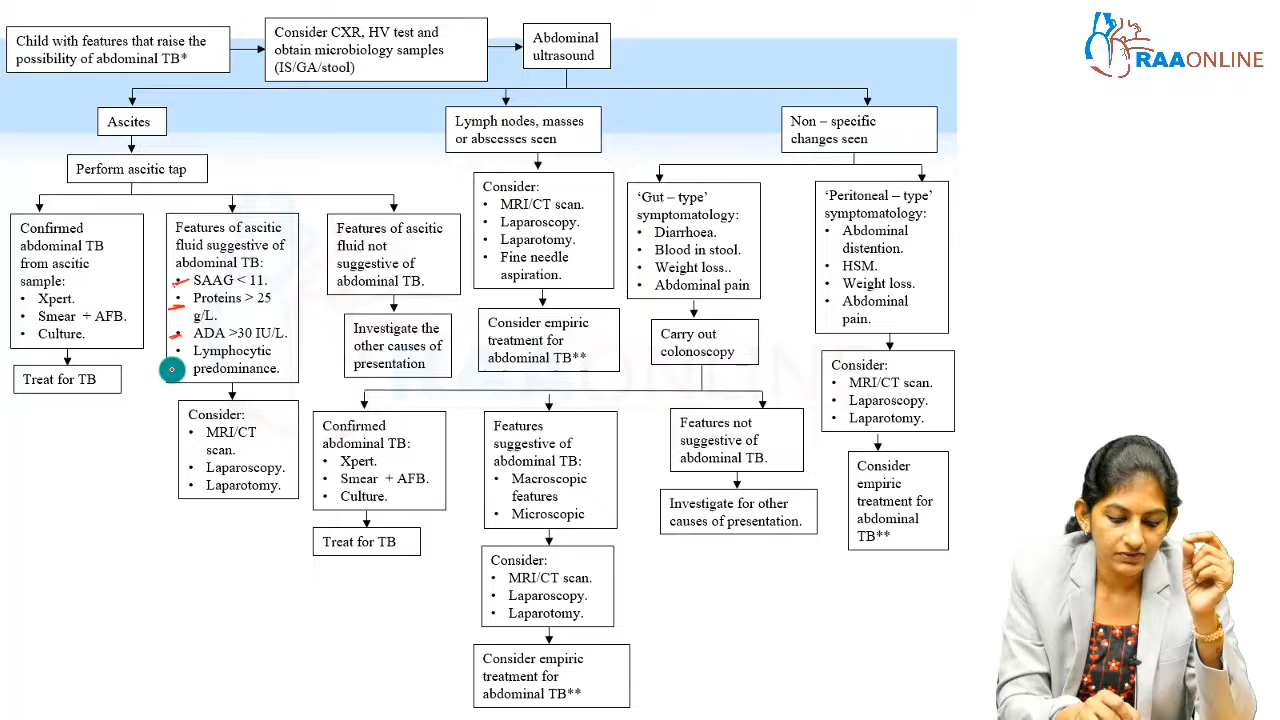 Child with features that raise the
possibility of abdominal TB*
Consider CXR, HV test and
obtain microbiology samples
(IS/GA/stool)
Abdominal
ultrasound
RAAONLINE
Ascites
Lymph nodes, masses
or abscesses seen
Non – specific
changes seen
Perform ascitic tap
Confirmed
abdominal TB
from ascitic
sample:
• Xpert.
• Smear + AFB.
• Culture.
Treat for TB
Features of ascitic
fluid suggestive of
abdominal TB:
• SAAG < 11.
• Proteins > 25
g/L.
• ADA >30 IU/L.
• Lymphocytic
predominance.
Consider:
• MRI/CT
scan.
• Laparoscopy.
• Laparotomy.
Features of ascitic
fluid not
suggestive of
abdominal TB.
Investigate the
other causes of
presentation
Consider:
• MRI/CT scan.
• Laparoscopy.
• Laparotomy.
• Fine needle
aspiration.
Consider empiric
treatment for
abdominal TB**
‘Gut – type’
symptomatology:
• Diarrhoea.
• Blood in stool.
• Weight loss..
• Abdominal pain
Carry out
colonoscopy
Confirmed
abdominal TB:
• Xpert.
• Smear + AFB.
• Culture.
Treat for TB
Features
suggestive of
abdominal TB:
• Macroscopic
features
• Microscopic
Consider:
• MRI/CT scan.
• Laparoscopy.
• Laparotomy.
Consider empiric
treatment for
abdominal TB**
Features not
suggestive of
abdominal TB.
Investigate for other
causes of presentation.
‘Peritoneal – type’
symptomatology:
• Abdominal
distention.
• HSM.
• Weight loss.
• Abdominal
pain.
Consider:
• MRI/CT scan.
• Laparoscopy.
• Laparotomy.
Consider
empiric
treatment for
abdominal
TB**
RAAONLINE